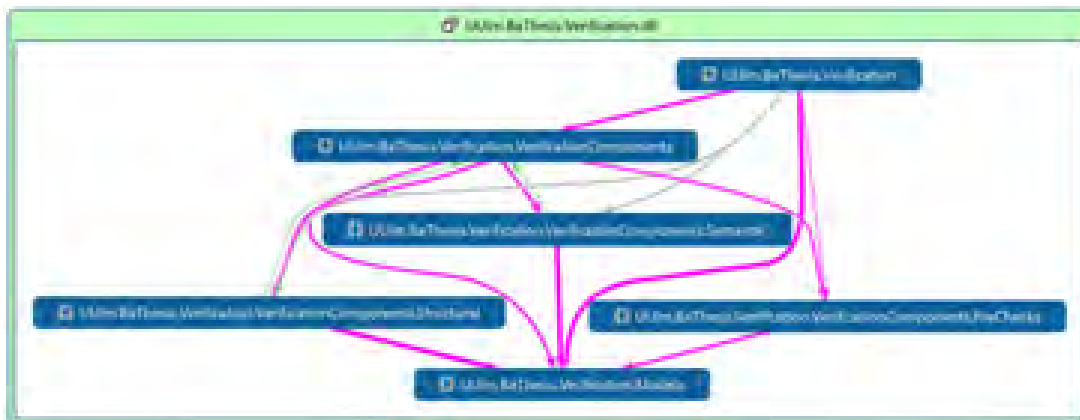 UUlm.BaThesis.Verification.dll
UUlm.BaThesis.Verification
UUlm.BaThesis.Verification.VerificationComponents
UUlm.BaThesis.Verification.VerificationComponents.Semantic
UUlm.BaThesis.Verification.VerificationComponents.Structural
UUlm.BaThesis.Verification.VerificationComponents.PreChecks
UUlm.BaThesis.Verification.Models